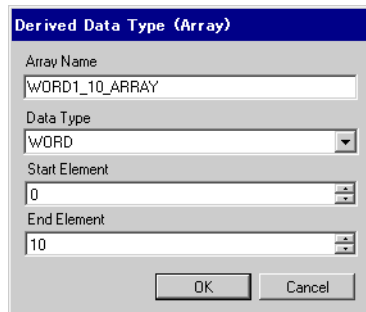 Derived Data Type (Array)
Array Name
WORD1_10_ARRAY
Data Type
WORD
Start Element
0
End Element
10
OK Cancel